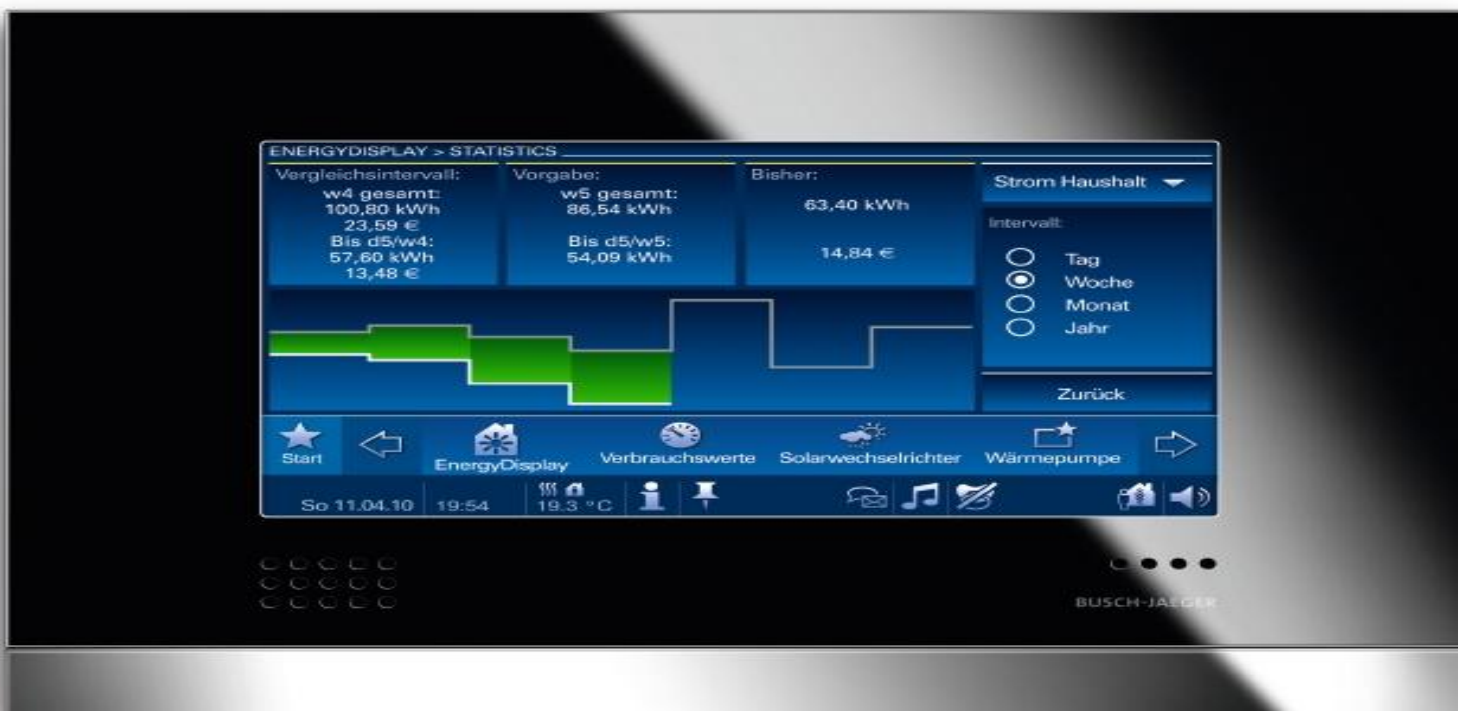 ENERGYDISPLAY > STATISTICS
Vergleichsintervall:
w4 gesamt:
100,80 kWh
23,59 €
Bis d5/w4:
57,60 kWh
13,48 €
Vorgabe:
w5 gesamt:
86,54 kWh
Bis d5/w5:
54,09 kWh
Bisher:
63,40 kWh
14,84 €
Strom Haushalt
Intervall:
Tag
Woche
Monat
Jahr
Zurück
Start
EnergyDisplay
Verbrauchswerte
Solarwechselrichter
Wärmepumpe
So 11.04.10
19:54
19.3 °C
BUSCH-JAEGER